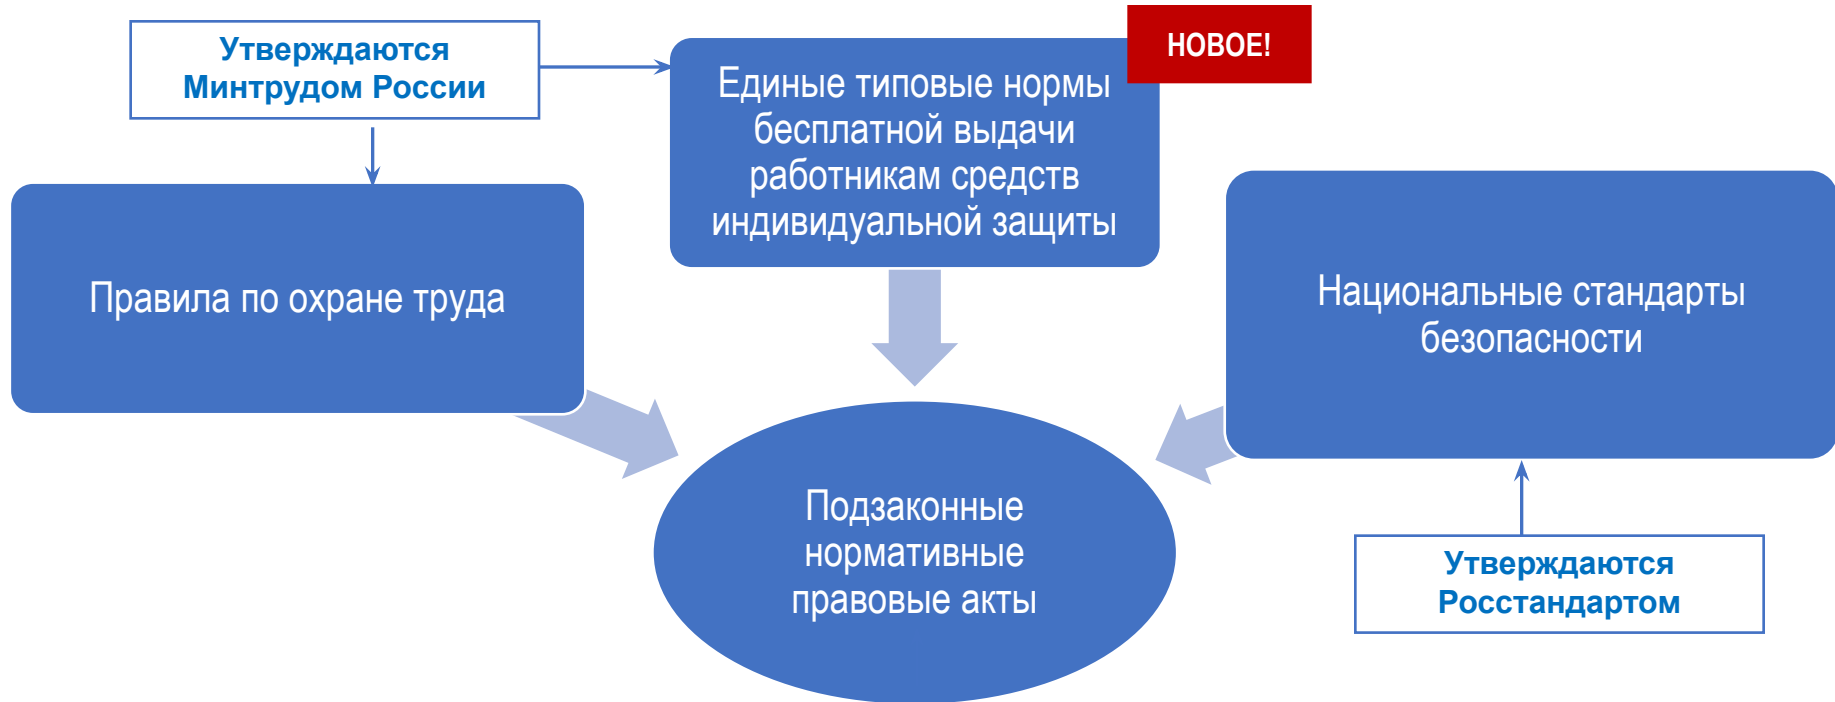 Утверждаются
Минтрудом России
НОВОЕ!
Единые типовые нормы
бесплатной выдачи
работникам средств
индивидуальной защиты
Правила по охране труда
Национальные стандарты
безопасности
Подзаконные
нормативные
правовые акты
Утверждаются
Росстандартом